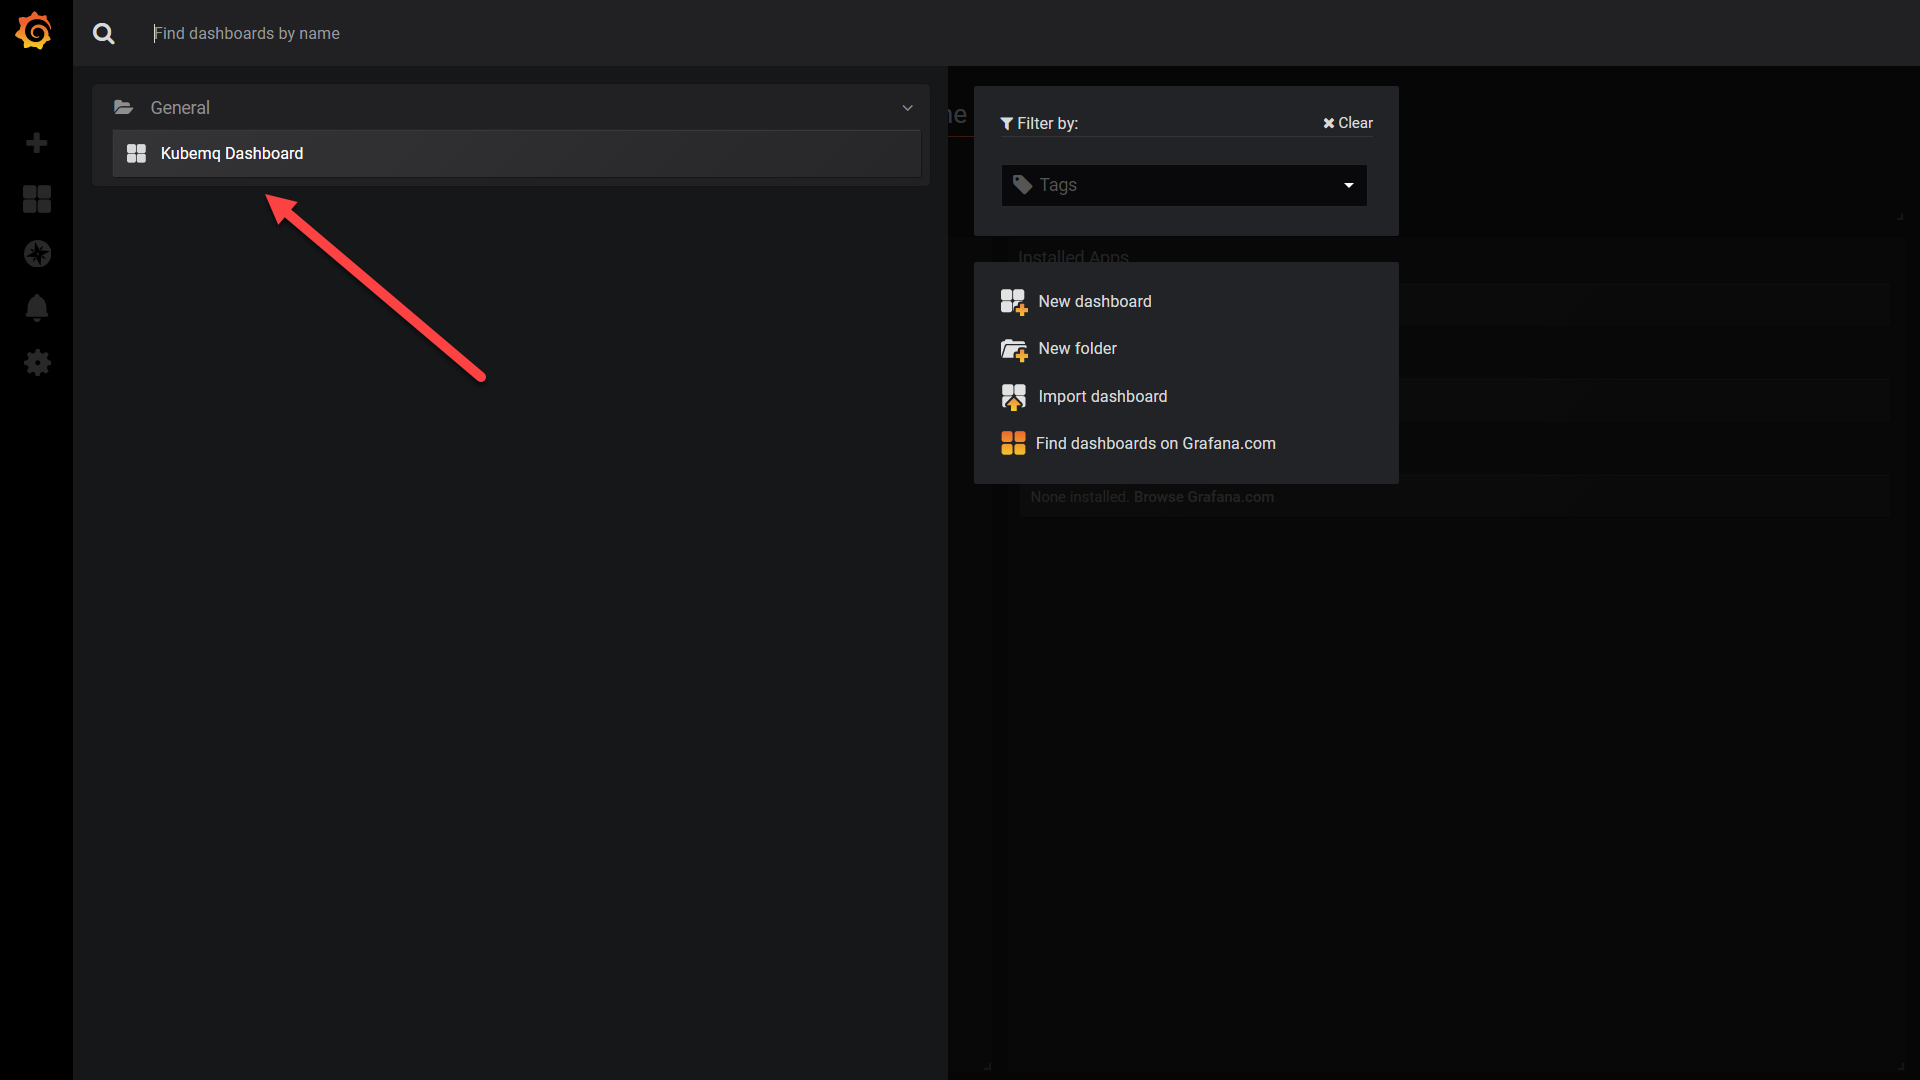 Find dashboards by name
General
Kubemq Dashboard
me
Filter by:
Clear
Tags
Installed Apps
New dashboard
New folder
Import dashboard
Find dashboards on Grafana.com
None installed. Browse Grafana.com